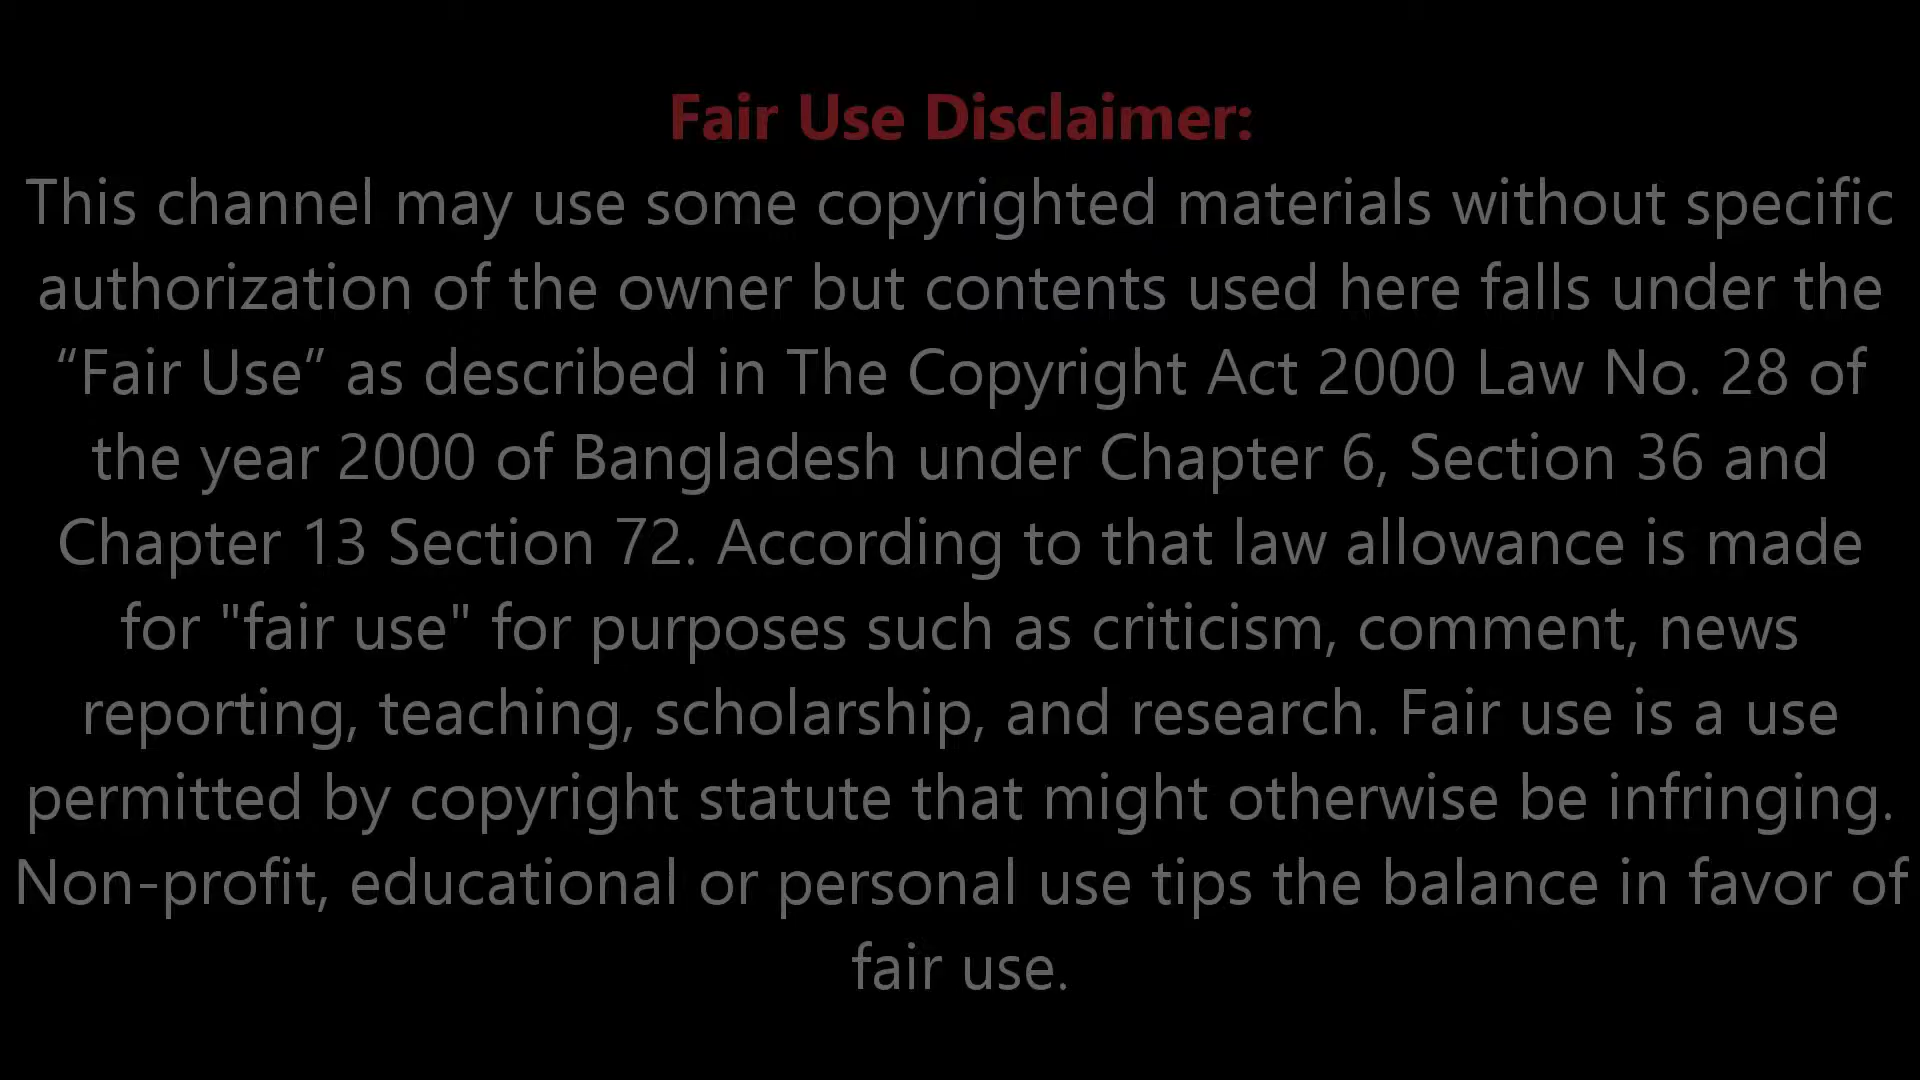 Fair Use Disclaimer:
This channel may use some copyrighted materials without specific
authorization of the owner but contents used here falls under the
“Fair Use” as described in The Copyright Act 2000 Law No. 28 of
the year 2000 of Bangladesh under Chapter 6, Section 36 and
Chapter 13 Section 72. According to that law allowance is made
for "fair use" for purposes such as criticism, comment, news
reporting, teaching, scholarship, and research. Fair use is a use
permitted by copyright statute that might otherwise be infringing.
Non-profit, educational or personal use tips the balance in favor of
fair use.